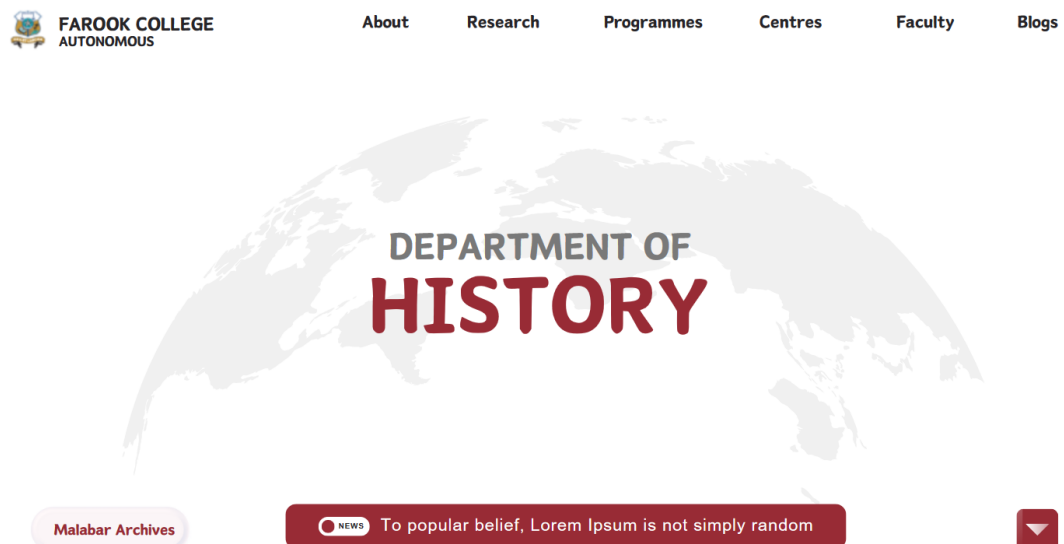 FAROOK COLLEGE
AUTONOMOUS
About Research Programmes Centres Faculty Blogs
DEPARTMENT OF
HISTORY
Malabar Archives
NEWS To popular belief, Lorem Ipsum is not simply random